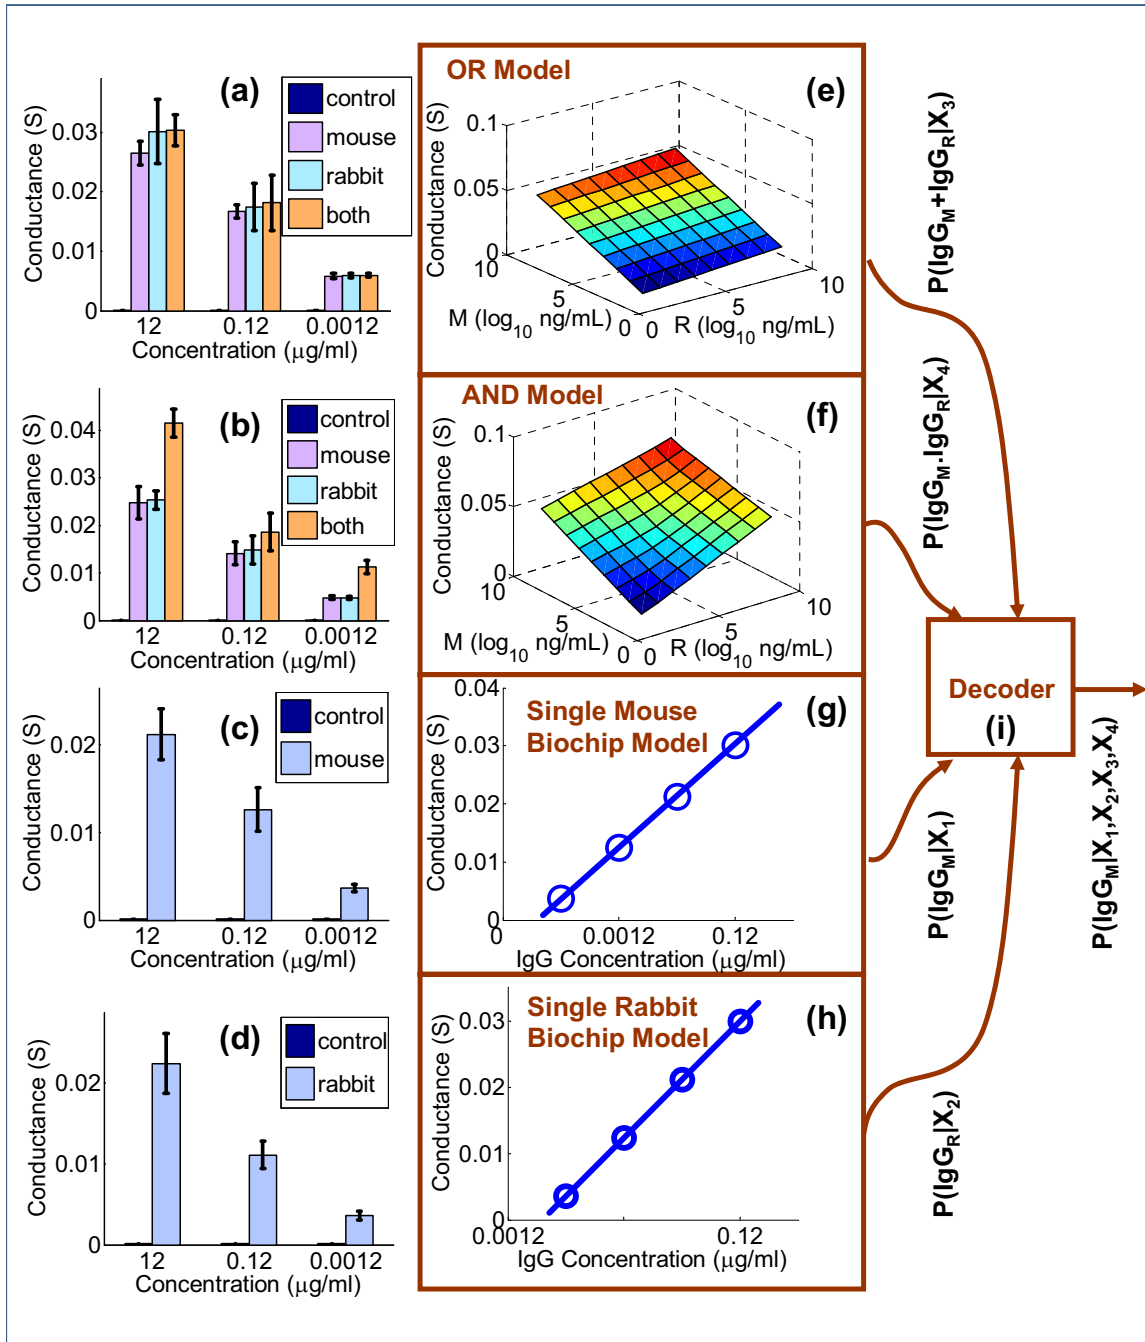 (a)
control
mouse
rabbit
both
Conductance (S)
0.03
0.02
0.01
0
12
0.12
0.0012
Concentration (μg/ml)
OR Model
(e)
Conductance (S)
0.1
0.05
0
10
5
0
M (log10 ng/mL)
0
5
10
R (log10 ng/mL)
P(IgGM+IgGR|X3)
(b)
control
mouse
rabbit
both
Conductance (S)
0.04
0.03
0.02
0.01
0
12
0.12
0.0012
Concentration (μg/ml)
AND Model
(f)
Conductance (S)
0.1
0.05
0
10
5
0
M (log10 ng/mL)
0
5
10
R (log10 ng/mL)
P(IgGM.IgGR|X4)
(c)
control
mouse
Conductance (S)
0.02
0.01
0
12
0.12
0.0012
Concentration (μg/ml)
Single Mouse
Biochip Model
(g)
Conductance (S)
0.04
0.03
0.02
0.01
0
0
0.0012
0.12
IgG Concentration (μg/ml)
P(IgGM|X1)
Decoder
(i)
P(IgGM|X1,X2,X3,X4)
(d)
control
rabbit
Conductance (S)
0.02
0.01
0
12
0.12
0.0012
Concentration (μg/ml)
Single Rabbit
Biochip Model
(h)
Conductance (S)
0.03
0.02
0.01
0
0.0012
0.12
IgG Concentration (μg/ml)
P(IgGR|X2)